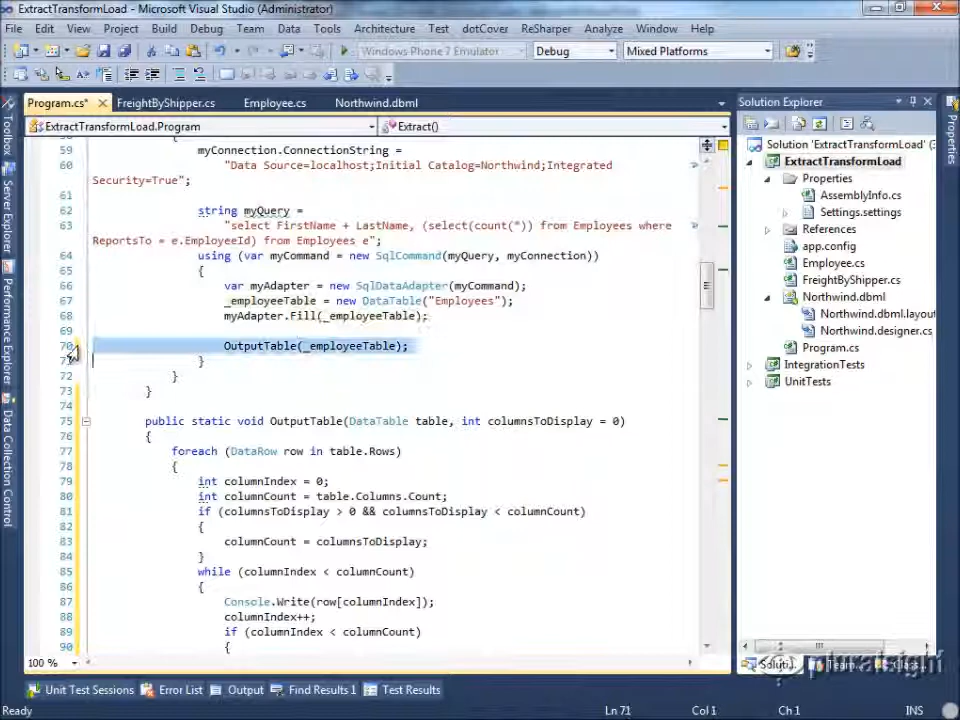 ExtractTransformLoad - Microsoft Visual Studio (Administrator)
File Edit View Project Build Debug Team Data Tools Architecture Test dotCover ReSharper Analyze Window Help
Windows Phone 7 Emulator Debug Mixed Platforms
Program.cs* FreightByShipper.cs Employee.cs Northwind.dbml
ExtractTransformLoad.Program Extract()
59 myConnection.ConnectionString =
60 "Data Source=localhost;Initial Catalog=Northwind;Integrated
Security=True";
61
62 string myQuery =
63 "select FirstName + LastName, (select(count(*)) from Employees where
ReportsTo = e.EmployeeId) from Employees e";
64 using (var myCommand = new SqlCommand(myQuery, myConnection))
65 {
66 var myAdapter = new SqlDataAdapter(myCommand);
67 _employeeTable = new DataTable("Employees");
68 myAdapter.Fill(_employeeTable);
69
70 OutputTable(_employeeTable);
}
72 }
73 }
74
75 public static void OutputTable(DataTable table, int columnsToDisplay = 0)
76 {
77 foreach (DataRow row in table.Rows)
78 {
79 int columnIndex = 0;
80 int columnCount = table.Columns.Count;
81 if (columnsToDisplay > 0 && columnsToDisplay < columnCount)
82 {
83 columnCount = columnsToDisplay;
84 }
85 while (columnIndex < columnCount)
86 {
87 Console.Write(row[columnIndex]);
88 columnIndex++;
89 if (columnIndex < columnCount)
90 {
100 %
Toolbox
Server Explorer
Performance Explorer
Data Collection Control
Solution Explorer
Solution 'ExtractTransformLoad' (3
ExtractTransformLoad
Properties
AssemblyInfo.cs
Settings.settings
References
app.config
Employee.cs
FreightByShipper.cs
Northwind.dbml
Northwind.dbml.layou
Northwind.designer.cs
Program.cs
IntegrationTests
UnitTests
Properties
Soluti... Team... Class...
pluralsight
Unit Test Sessions Error List Output Find Results 1 Test Results
Ready Ln 71 Col 1 Ch 1 INS